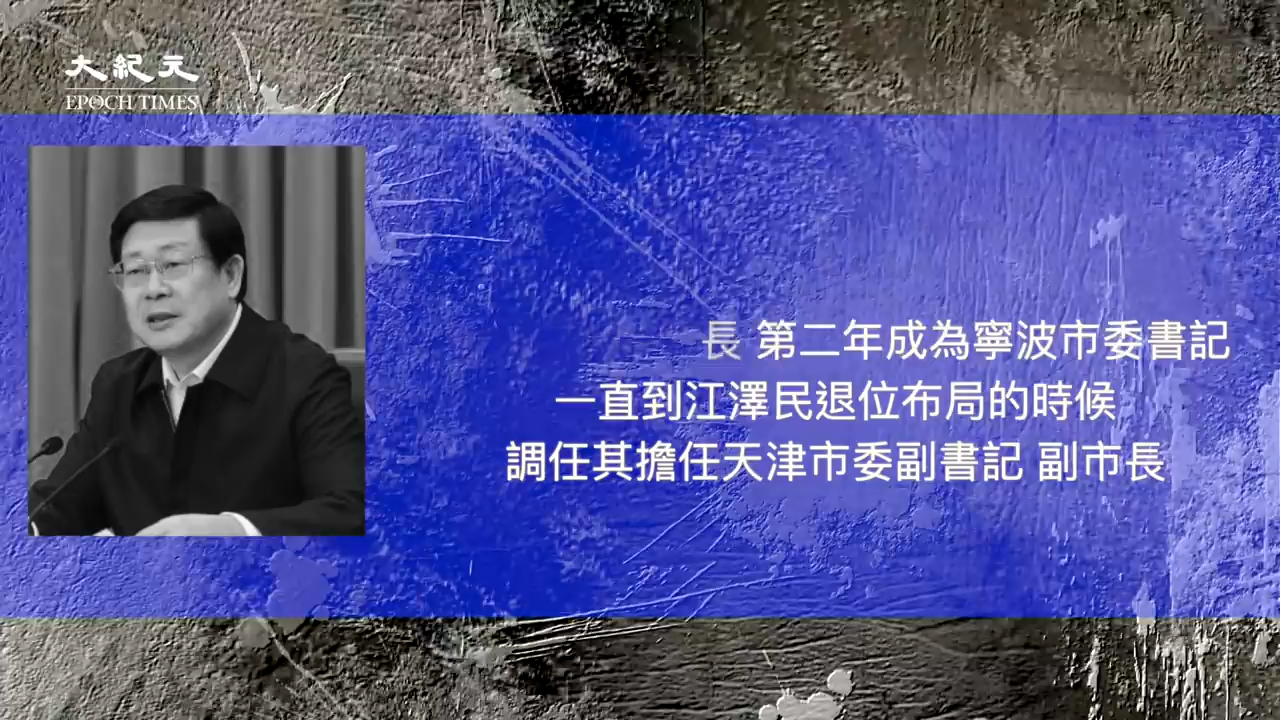 大紀元
EPOCH TIMES
長 第二年成為寧波市委書記
一直到江澤民退位布局的時候
調任其擔任天津市委副書記 副市長